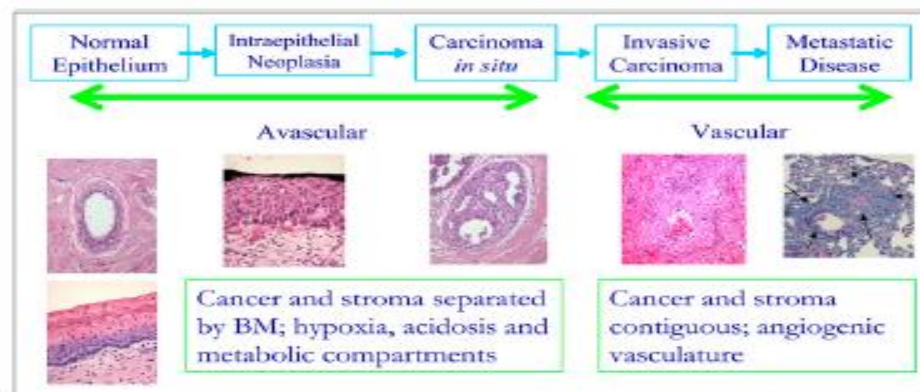 Normal Epithelium
Intraepithelial Neoplasia
Carcinoma in situ
Invasive Carcinoma
Metastatic Disease
Avascular
Vascular
Cancer and stroma separated
by BM; hypoxia, acidosis and
metabolic compartments
Cancer and stroma
contiguous; angiogenic
vasculature